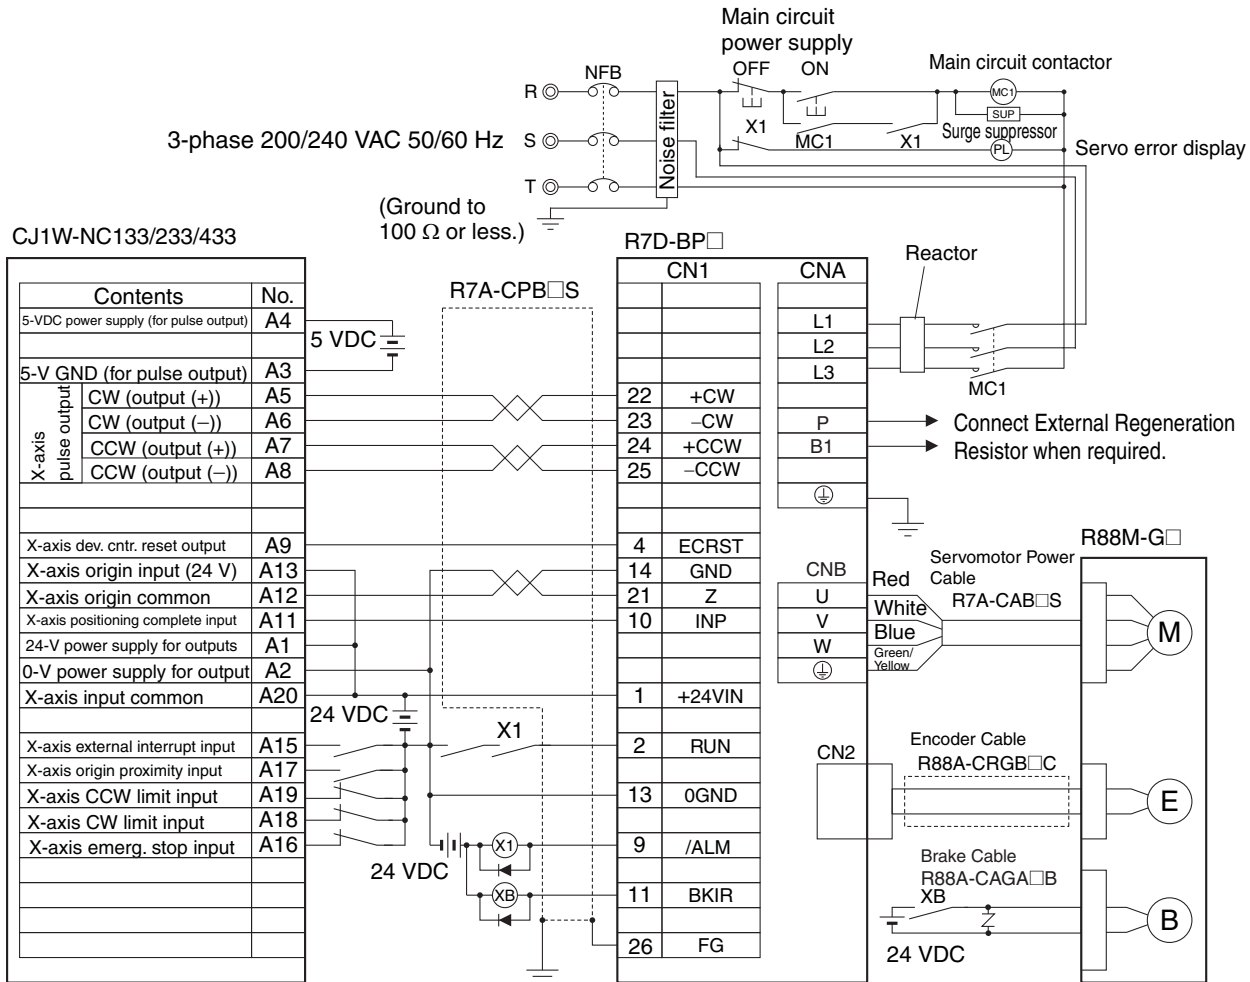 Main circuit
power supply
OFF ON
Main circuit contactor
NFB
R
MC1
SUP
Surge suppressor
X1
MC1
X1
3-phase 200/240 VAC 50/60 Hz
S
Noise filter
PL
Servo error display
T
(Ground to
100 Ω or less.)
CJ1W-NC133/233/433
R7D-BP□
Reactor
R7A-CPB□S
CN1 CNA
Contents No.
5-VDC power supply (for pulse output) A4
5 VDC
L1
L2
5-V GND (for pulse output) A3
L3
MC1
X-axis
pulse output
CW (output (+)) A5
22 +CW
CW (output (−)) A6
23 −CW
P
Connect External Regeneration
CCW (output (+)) A7
24 +CCW
B1
Resistor when required.
CCW (output (−)) A8
25 −CCW
R88M-G□
X-axis dev. cntr. reset output A9
4 ECRST
Servomotor Power
Cable
R7A-CAB□S
X-axis origin input (24 V) A13
14 GND
CNB
Red
X-axis origin common A12
21 Z
U
White
X-axis positioning complete input A11
10 INP
V
Blue
M
24-V power supply for outputs A1
W
Green/
Yellow
0-V power supply for output A2
X-axis input common A20
1 +24VIN
24 VDC
X1
X-axis external interrupt input A15
2 RUN
CN2
Encoder Cable
R88A-CRGB□C
X-axis origin proximity input A17
X-axis CCW limit input A19
13 0GND
E
X-axis CW limit input A18
X-axis emerg. stop input A16
X1
9 /ALM
24 VDC
Brake Cable
R88A-CAGA□B
XB
11 BKIR
XB
B
24 VDC
26 FG